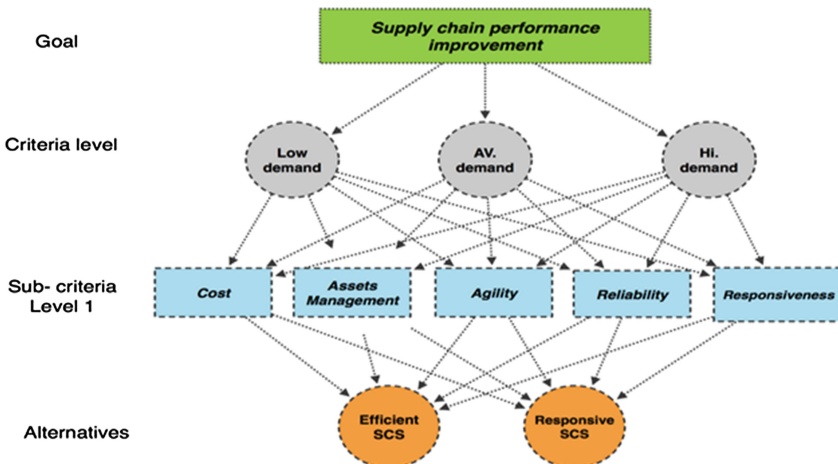 Goal
Supply chain performance
improvement
Criteria level
Low
demand
AV.
demand
Hi.
demand
Sub- criteria
Level 1
Cost
Assets
Management
Agility
Reliability
Responsiveness
Alternatives
Efficient
SCS
Responsive
SCS